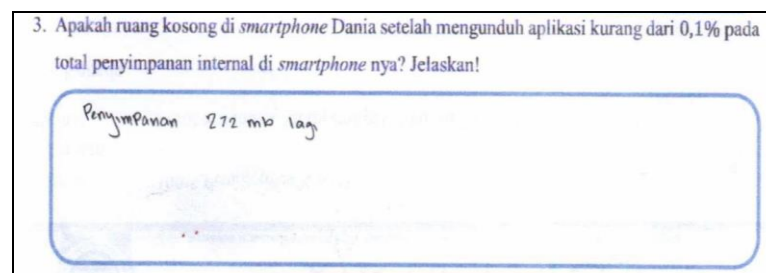 3. Apakah ruang kosong di smartphone Dania setelah mengunduh aplikasi kurang dari 0,1% pada
total penyimpanan internal di smartphone nya? Jelaskan!
Penyimpanan 272 mb lagi